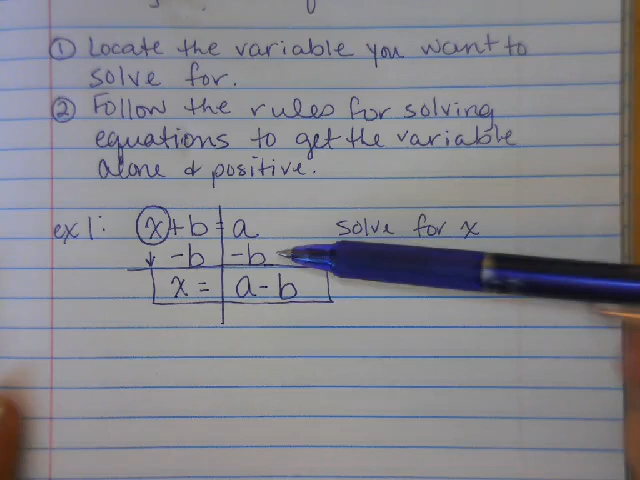 ① Locate the variable you want to
solve for.
② Follow the rules for solving
equations to get the variable
alone & positive.
ex 1: x + b = a solve for x
↓ -b -b
x = a - b